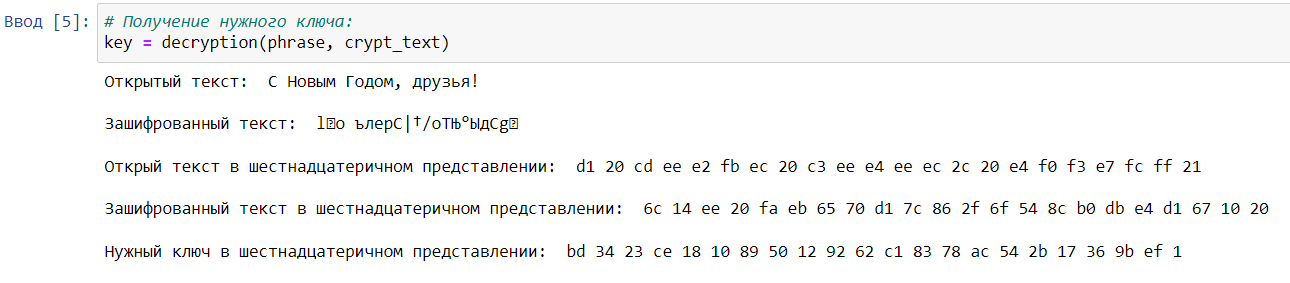 Ввод [5]: # Получение нужного ключа:
key = decryption(phrase, crypt_text)
Открытый текст:  С Новым Годом, друзья!
Зашифрованный текст:  l�о ълерС|†/oTЊ°ЫдСg�
Открый текст в шестнадцатеричном представлении:  d1 20 cd ee e2 fb ec 20 c3 ee e4 ee ec 2c 20 e4 f0 f3 e7 fc ff 21
Зашифрованный текст в шестнадцатеричном представлении:  6c 14 ee 20 fa eb 65 70 d1 7c 86 2f 6f 54 8c b0 db e4 d1 67 10 20
Нужный ключ в шестнадцатеричном представлении:  bd 34 23 ce 18 10 89 50 12 92 62 c1 83 78 ac 54 2b 17 36 9b ef 1